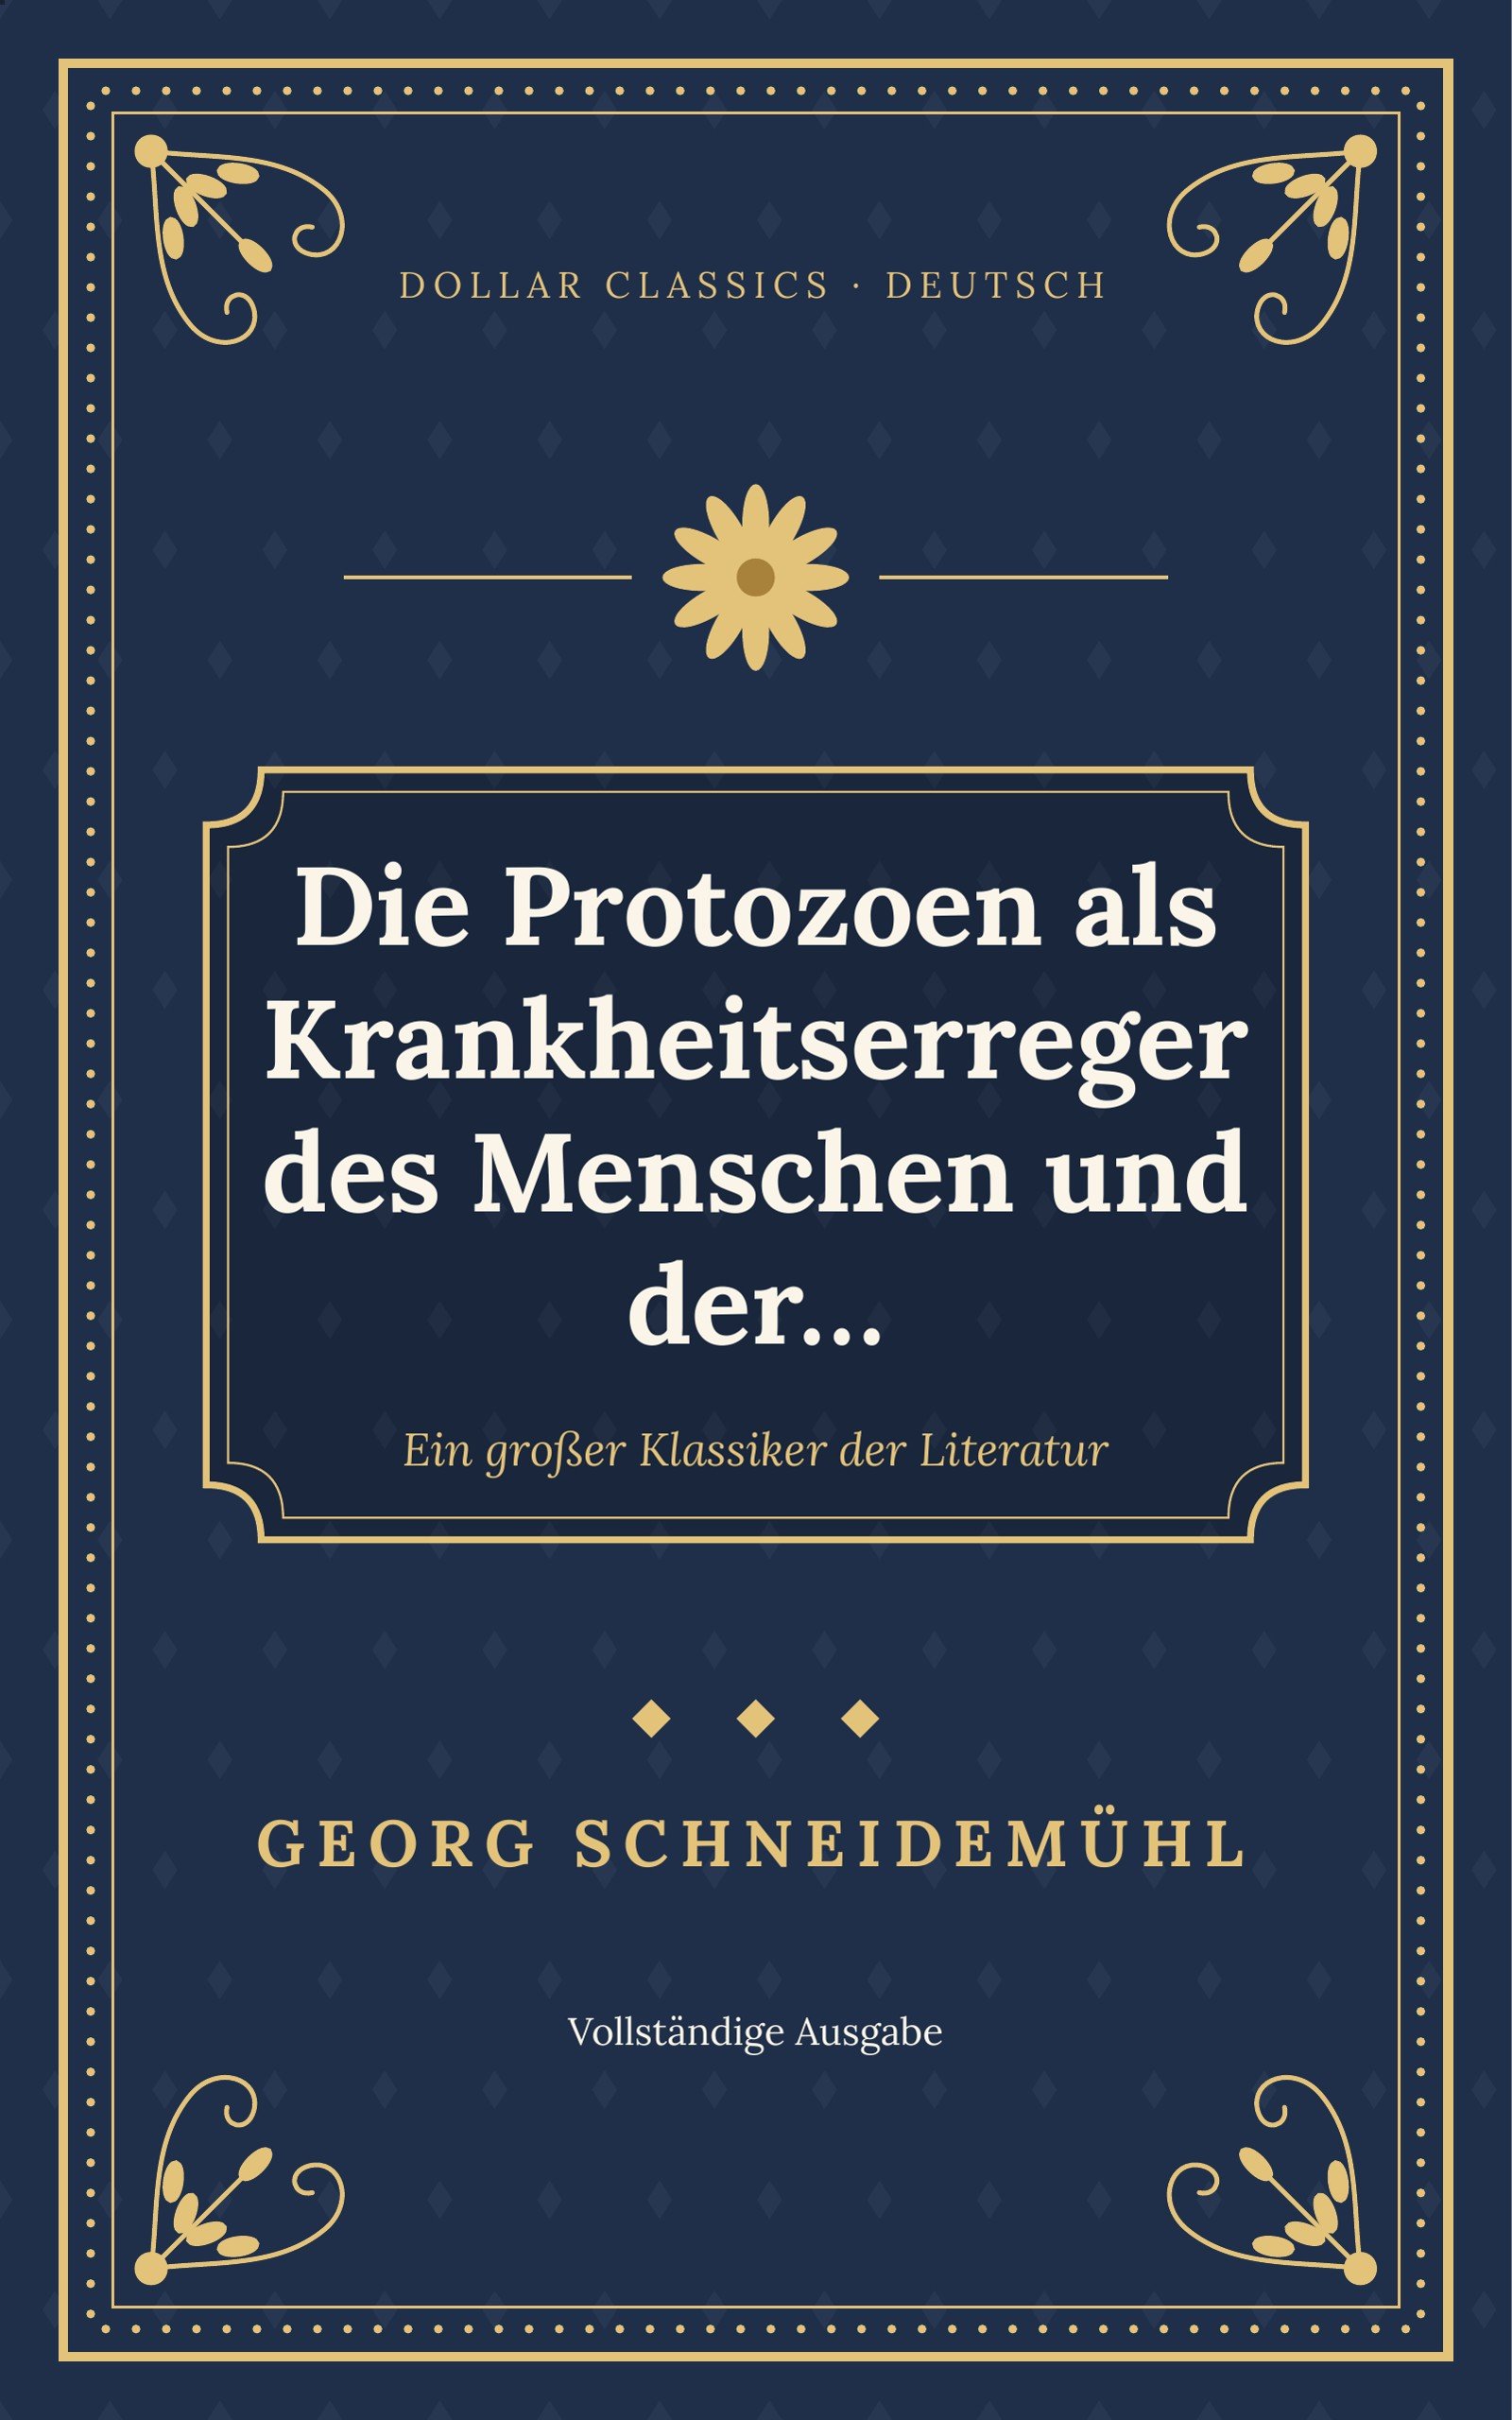 DOLLAR CLASSICS · DEUTSCH
Die Protozoen als
Krankheitserreger
des Menschen und
der...
Ein großer Klassiker der Literatur
GEORG SCHNEIDEMÜHL
Vollständige Ausgabe